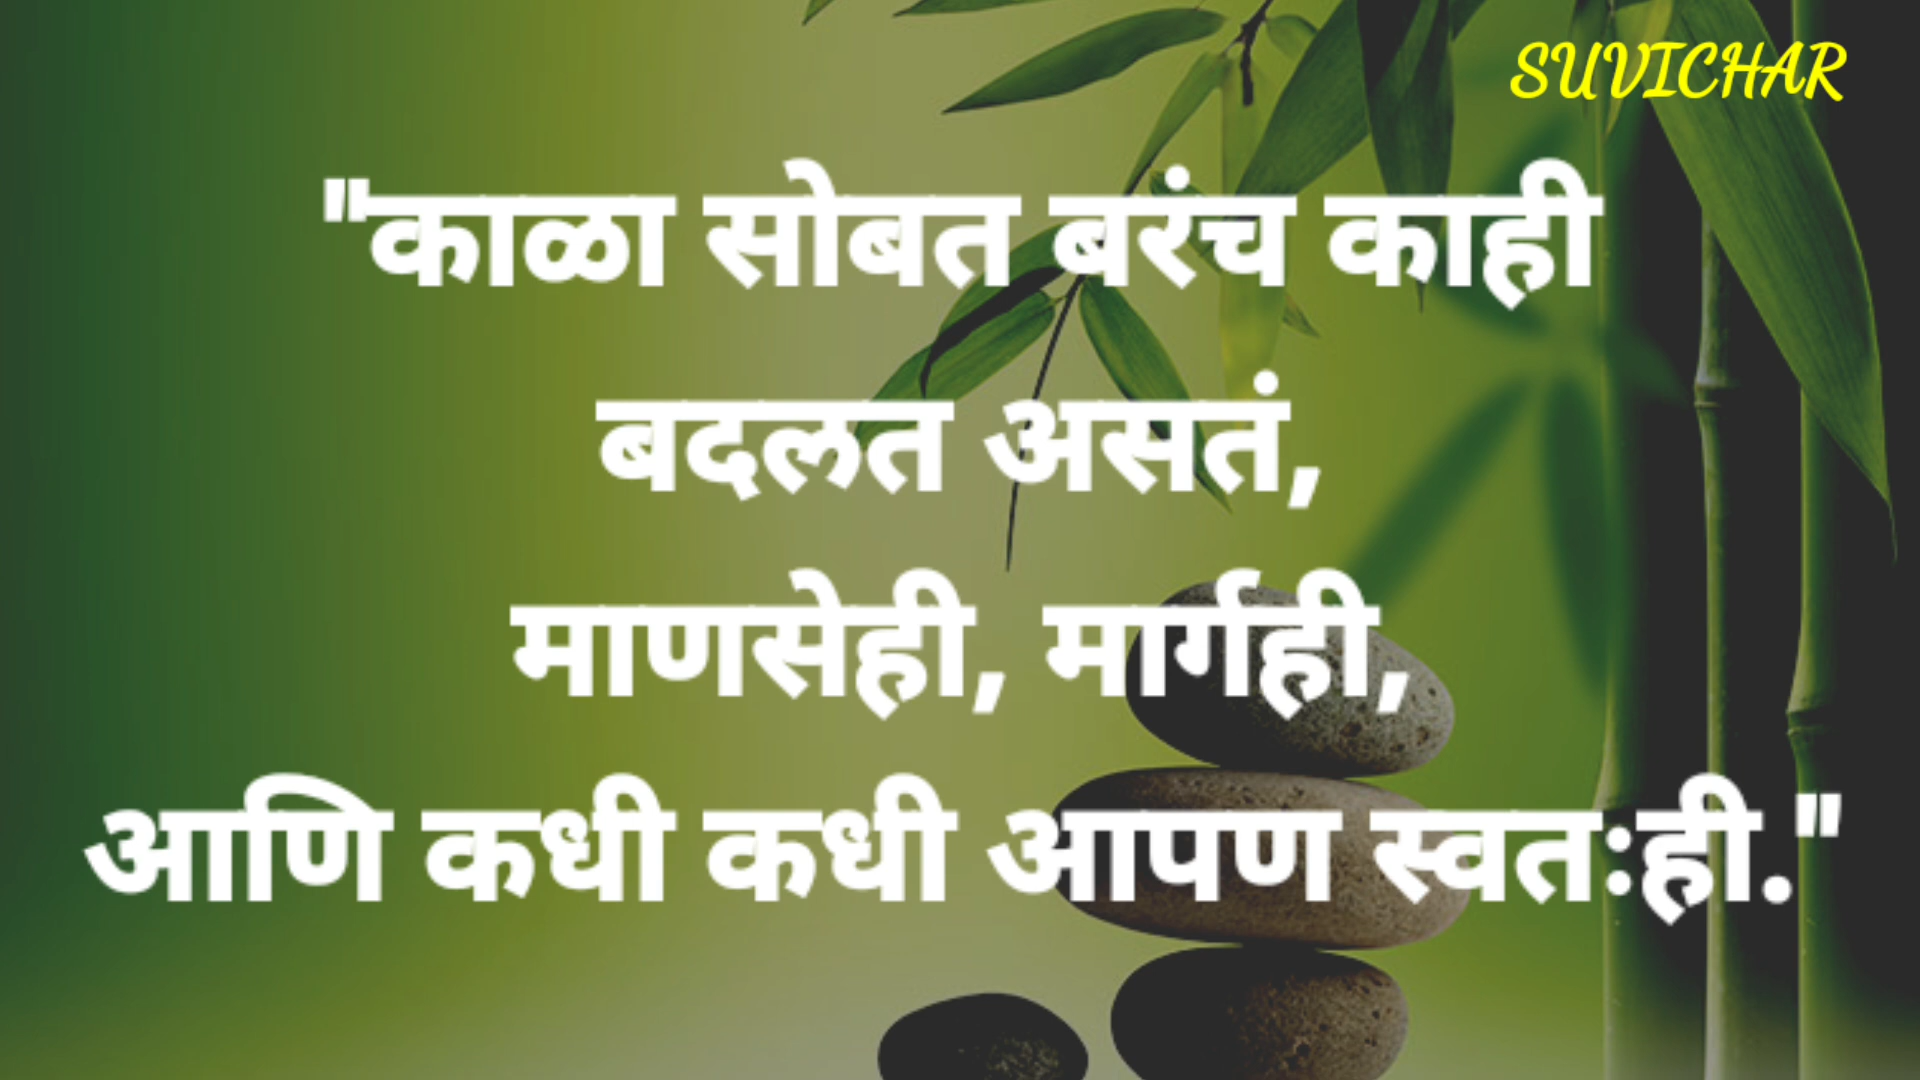 SUVICHAR
"काळा सोबत बरंच काही
बदलत असतं,
माणसेही, मार्गही,
आणि कधी कधी आपण स्वतःही."